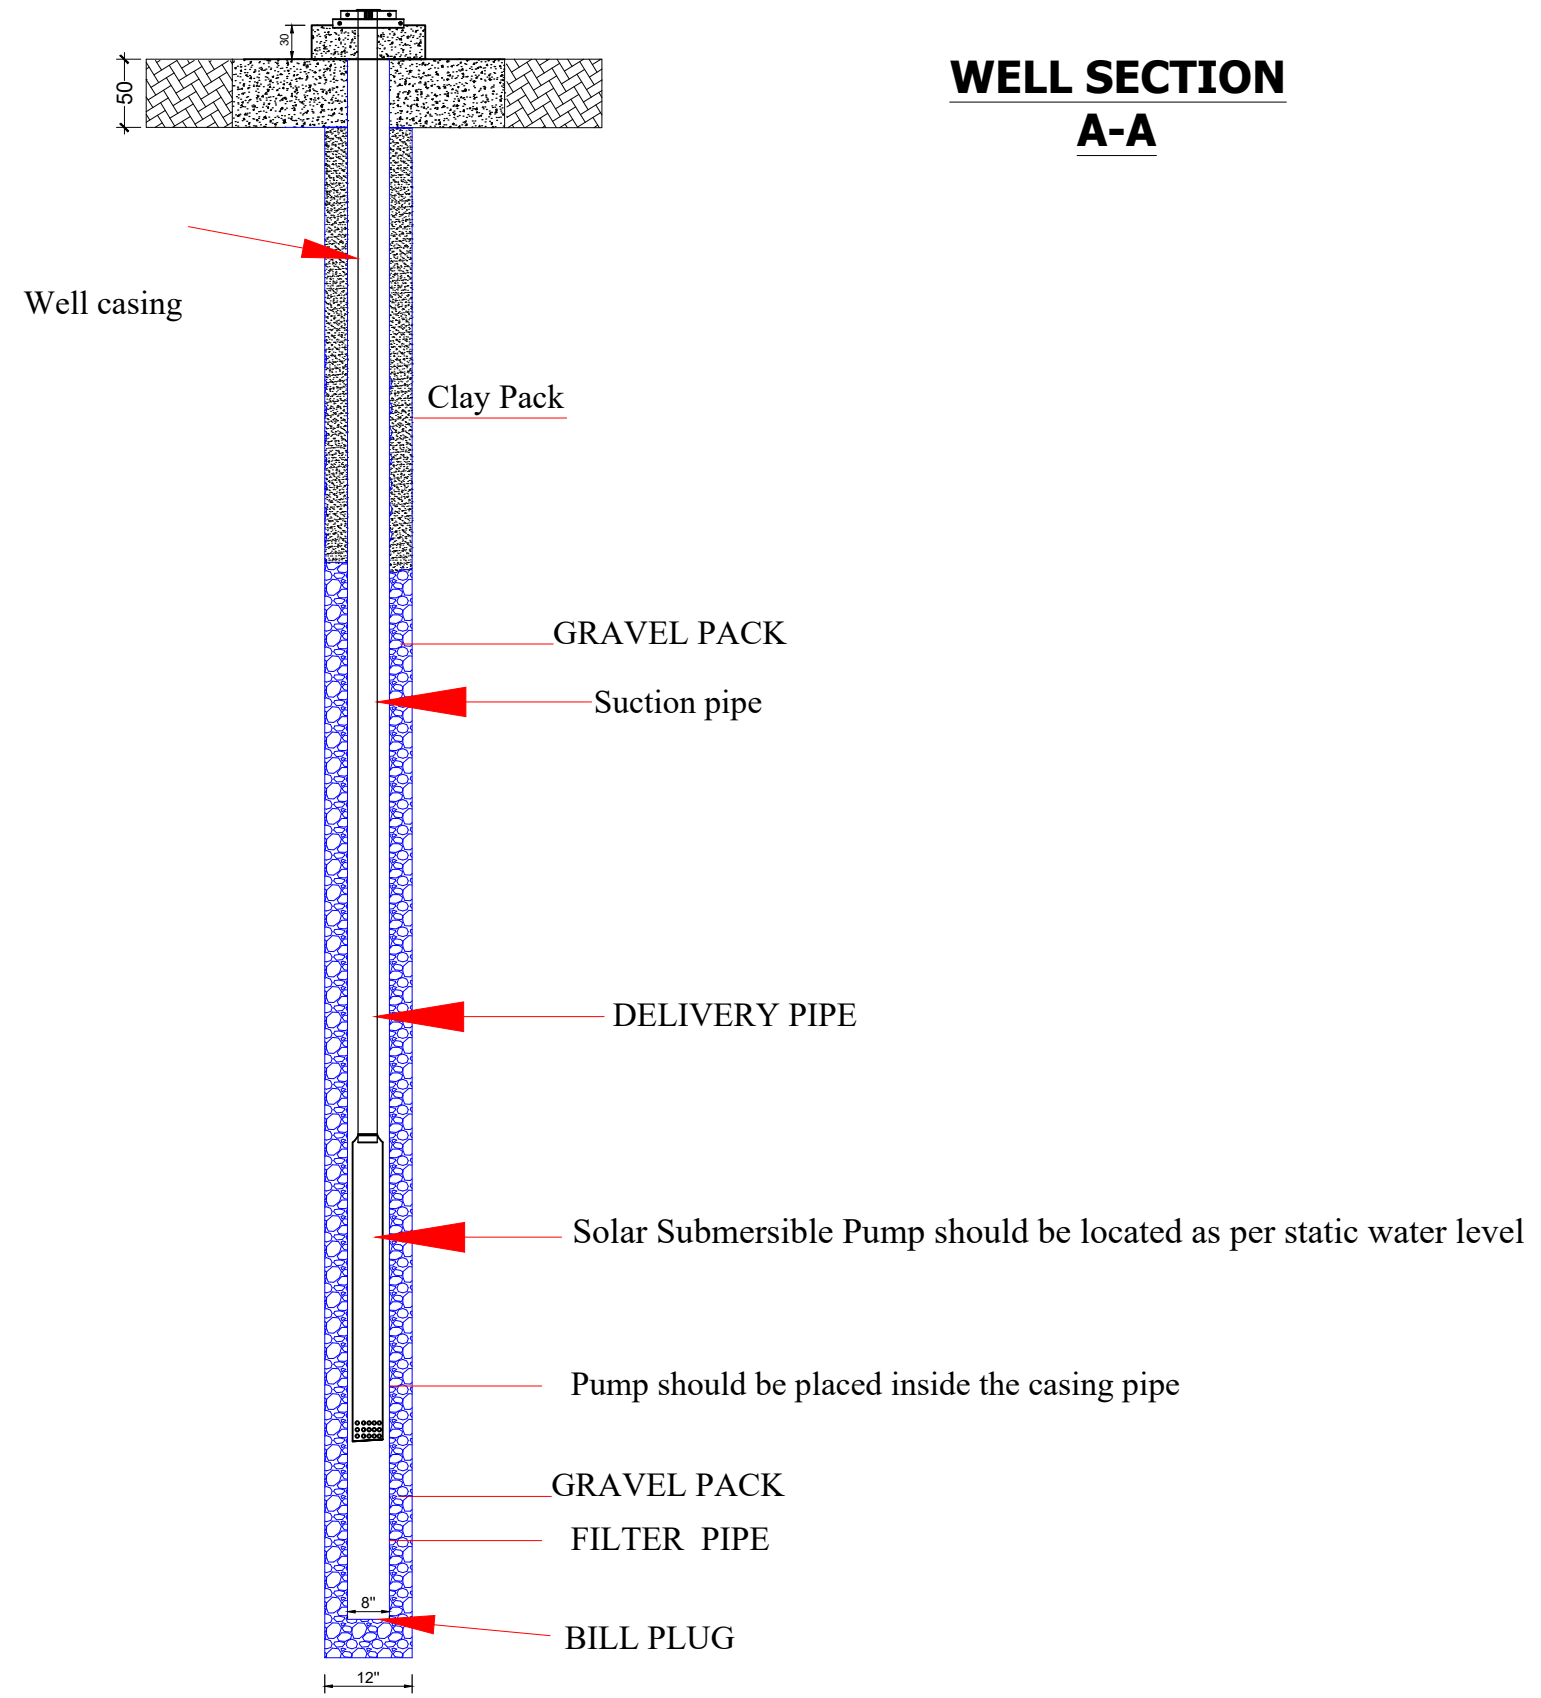 30
WELL SECTION
A-A
50
Well casing
Clay Pack
GRAVEL PACK
Suction pipe
DELIVERY PIPE
Solar Submersible Pump should be located as per static water level
Pump should be placed inside the casing pipe
GRAVEL PACK
FILTER PIPE
8"
BILL PLUG
12"